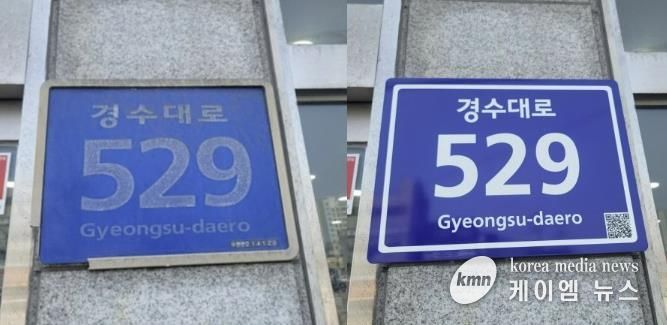 경수대로
529
Gyeongsu-daero
경수대로
529
Gyeongsu-daero
kmn
korea media news
케이엠 뉴스